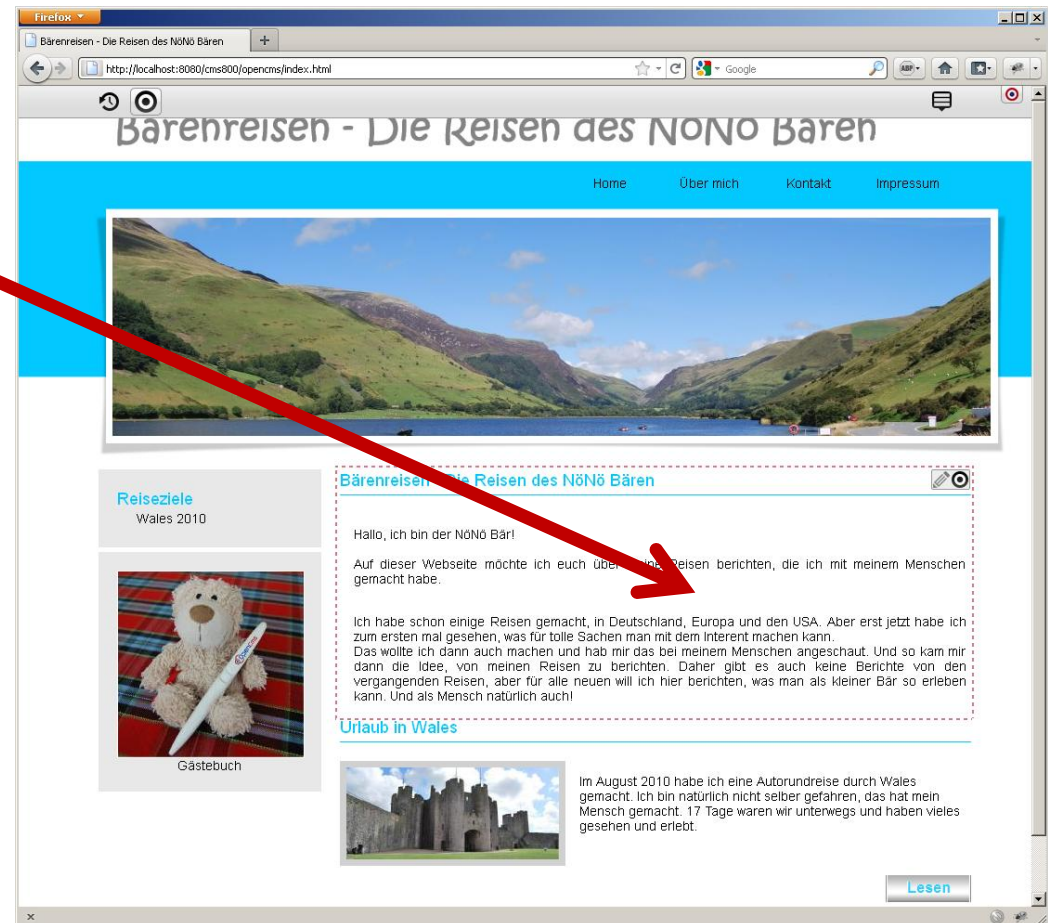 Firefox
Bärenreisen - Die Reisen des NöNö Bären
http://localhost:8080/cms800/opencms/index.html
Google
ABP
Bärenreisen - Die Reisen des NöNö Bären
Home Über mich Kontakt Impressum
Reiseziele
Wales 2010
OpenCms
Gästebuch
Bärenreisen - Die Reisen des NöNö Bären
Hallo, ich bin der NöNö Bär!
Auf dieser Webseite möchte ich euch über meine Reisen berichten, die ich mit meinem Menschen
gemacht habe.
Ich habe schon einige Reisen gemacht, in Deutschland, Europa und den USA. Aber erst jetzt habe ich
zum ersten mal gesehen, was für tolle Sachen man mit dem Interent machen kann.
Das wollte ich dann auch machen und hab mir das bei meinem Menschen angeschaut. Und so kam mir
dann die Idee, von meinen Reisen zu berichten. Daher gibt es auch keine Berichte von den
vergangenden Reisen, aber für alle neuen will ich hier berichten, was man als kleiner Bär so erleben
kann. Und als Mensch natürlich auch!
Urlaub in Wales
Im August 2010 habe ich eine Autorundreise durch Wales
gemacht. Ich bin natürlich nicht selber gefahren, das hat mein
Mensch gemacht. 17 Tage waren wir unterwegs und haben vieles
gesehen und erlebt.
Lesen